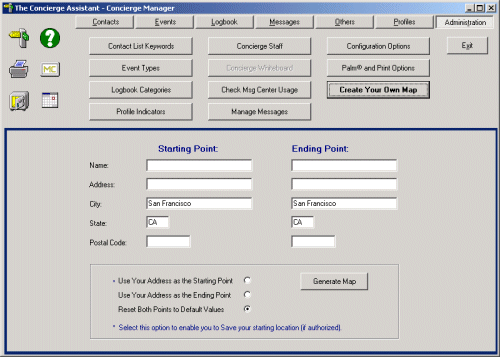 The Concierge Assistant - Concierge Manager
Contacts Events Logbook Messages Others Profiles Administration
Contact List Keywords Concierge Staff Configuration Options Exit
MC
Event Types Concierge Whiteboard Palm® and Print Options
Logbook Categories Check Msg Center Usage Create Your Own Map
Profile Indicators Manage Messages
Starting Point: Ending Point:
Name:
Address:
City: San Francisco San Francisco
State: CA CA
Postal Code:
* Use Your Address as the Starting Point
Use Your Address as the Ending Point
Reset Both Points to Default Values
Generate Map
* Select this option to enable you to Save your starting location (if authorized).